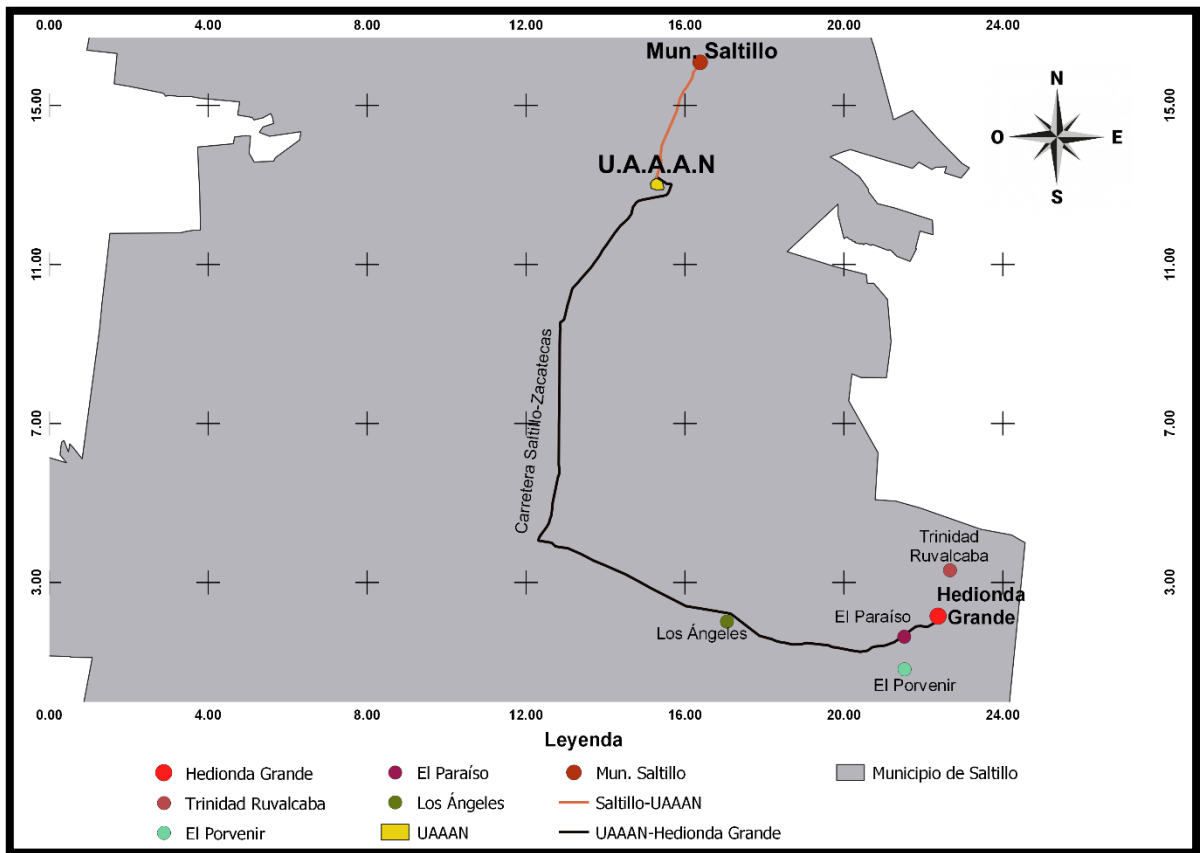 0.00 4.00 8.00 12.00 16.00 20.00 24.00
Mun. Saltillo
N
15.00 15.00
O E
U.A.A.A.N
S
11.00 11.00
Carretera Saltillo-Zacatecas
7.00 7.00
Trinidad
Ruvalcaba
3.00 3.00
Hedionda
Grande
El Paraíso
Los Ángeles
El Porvenir
0.00 4.00 8.00 12.00 16.00 20.00 24.00
Leyenda
Hedionda Grande El Paraíso Mun. Saltillo Municipio de Saltillo
Trinidad Ruvalcaba Los Ángeles Saltillo-UAAAN
El Porvenir UAAAN UAAAN-Hedionda Grande